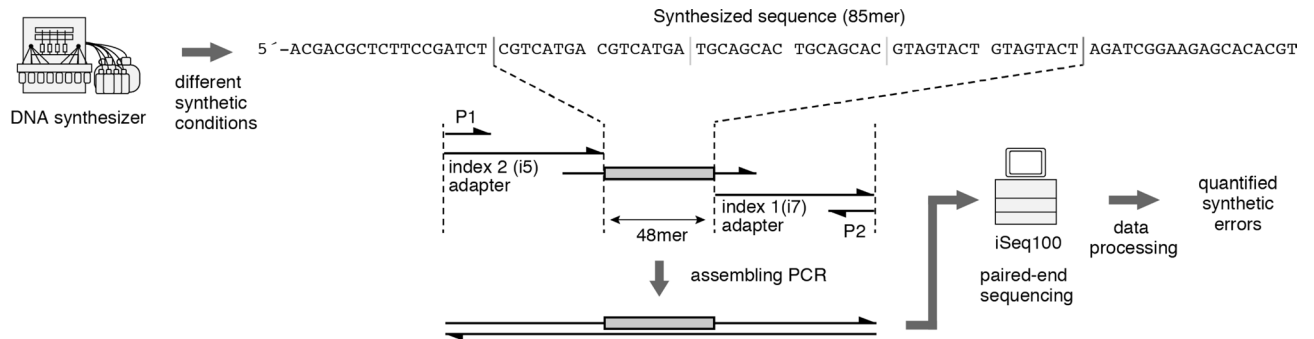 Synthesized sequence (85mer)
5´-ACGACGCTCTTCCGATCT CGTCATGA CGTCATGA TGCAGCAC TGCAGCAC GTAGTACT GTAGTACT AGATCGGAAGAGCACACGT
DNA synthesizer
different
synthetic
conditions
P1
index 2 (i5)
adapter
index 1(i7)
adapter
P2
48mer
assembling PCR
iSeq100
paired-end
sequencing
data
processing
quantified
synthetic
errors